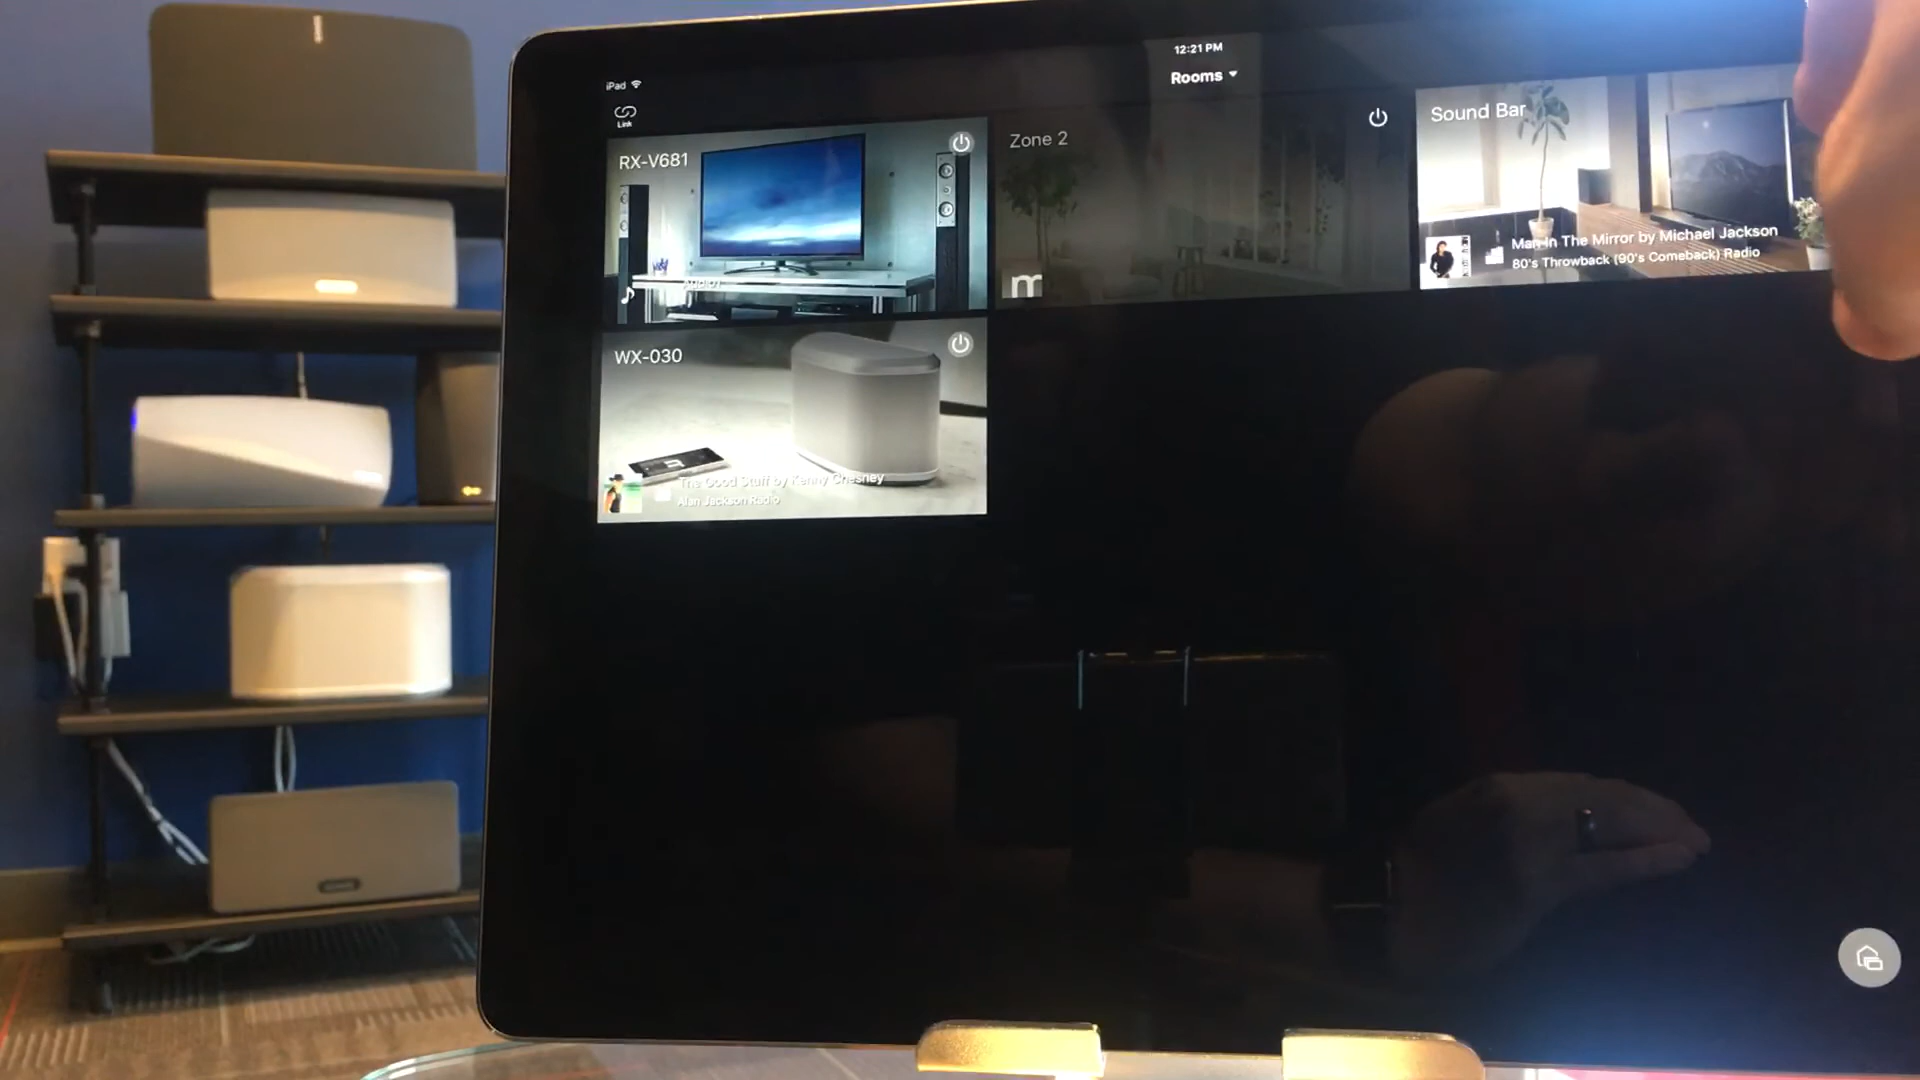 12:21 PM
iPad
Rooms
Link
RX-V681
Zone 2
Sound Bar
Man In The Mirror by Michael Jackson
80's Throwback (90's Comeback) Radio
WX-030
The Good Stuff by Kenny Chesney
Alan Jackson Radio